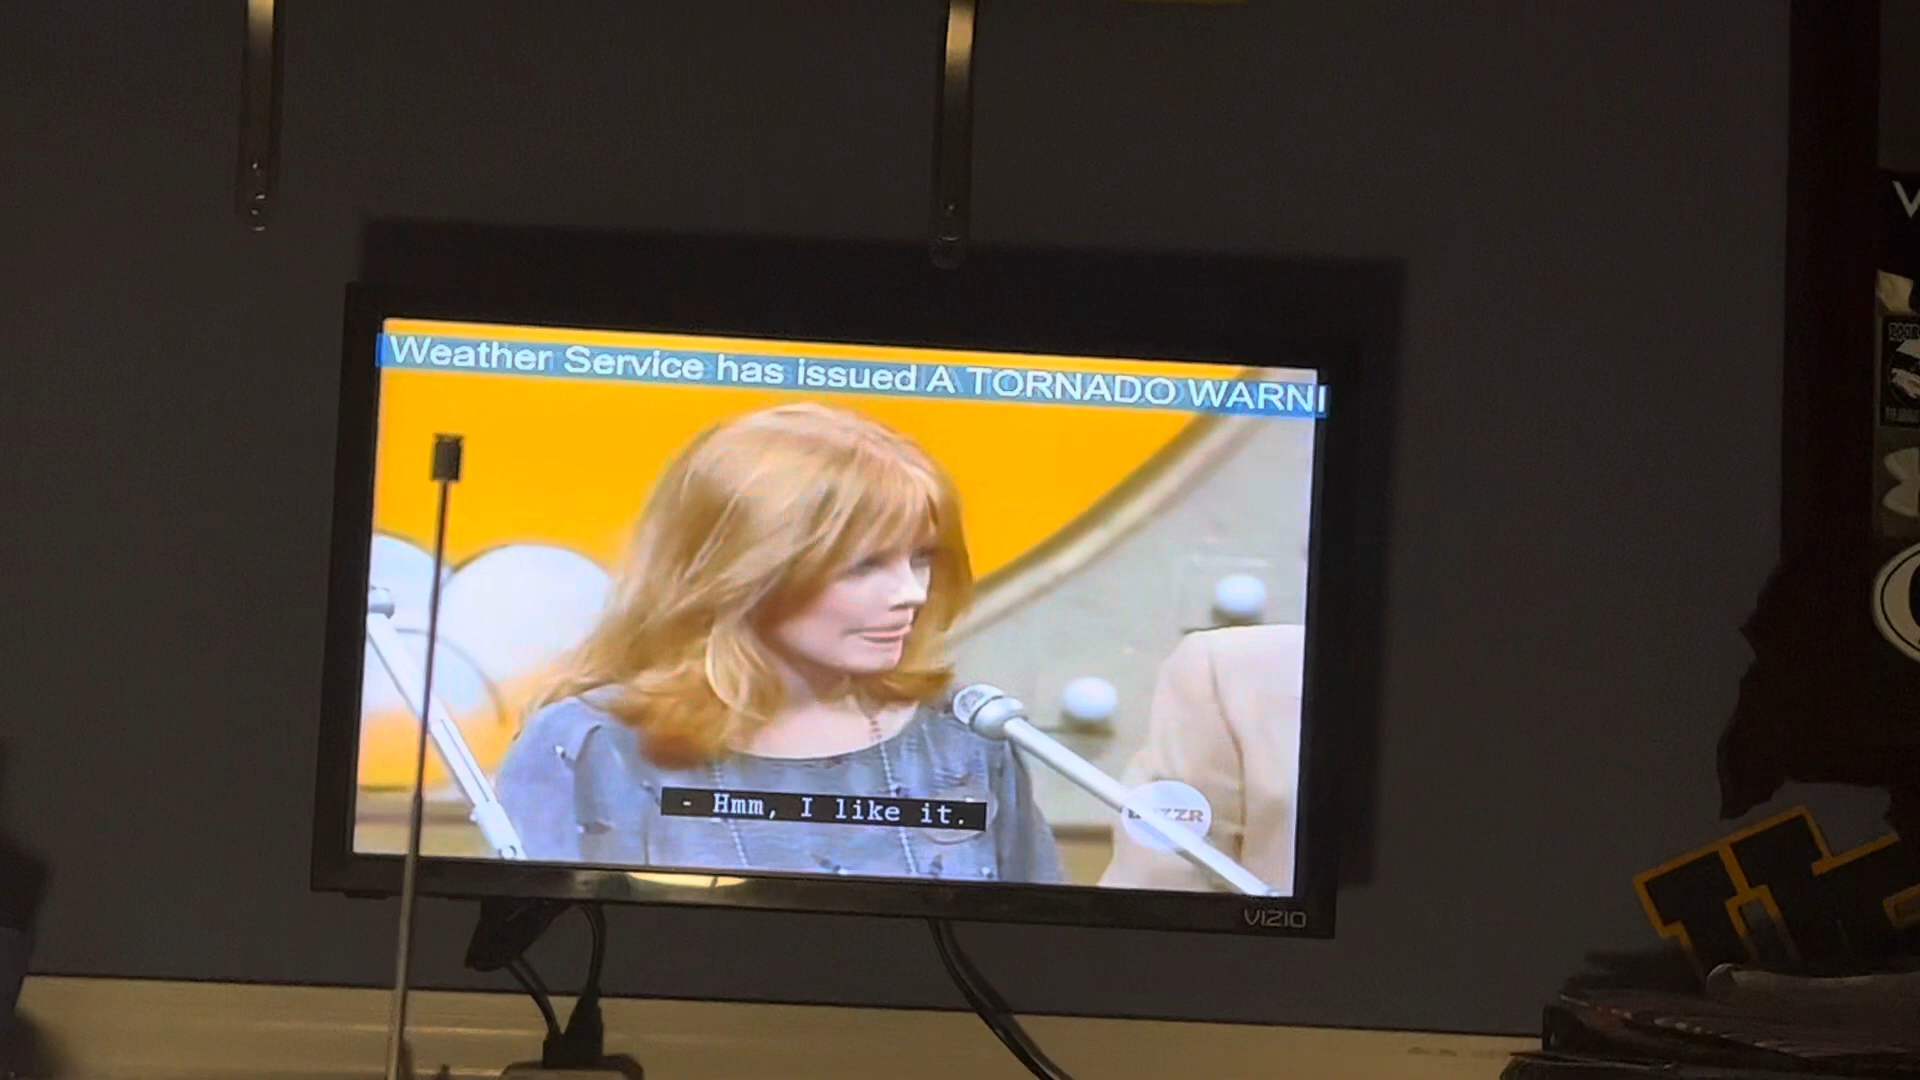 Weather Service has issued A TORNADO WARNI
- Hmm, I like it.
VIZIO